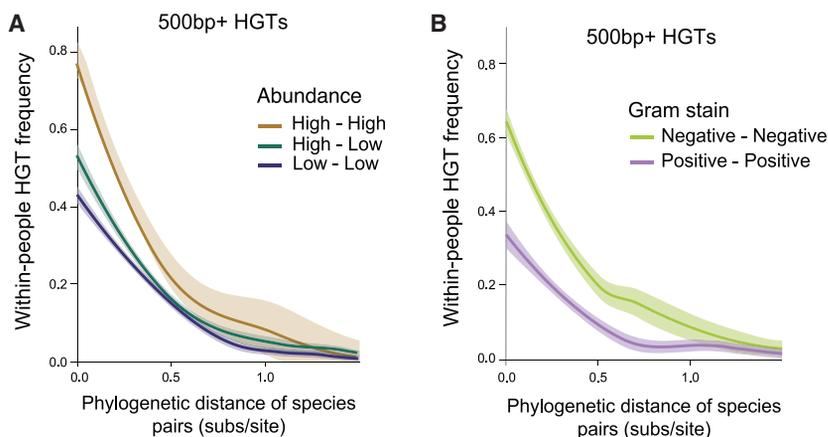 A
500bp+ HGTs
Within-people HGT frequency
0.8
0.6
0.4
0.2
0.0
0.0
0.5
1.0
Phylogenetic distance of species
pairs (subs/site)
Abundance
High - High
High - Low
Low - Low
B
500bp+ HGTs
Within-people HGT frequency
0.8
0.6
0.4
0.2
0.0
0.0
0.5
1.0
Phylogenetic distance of species
pairs (subs/site)
Gram stain
Negative - Negative
Positive - Positive